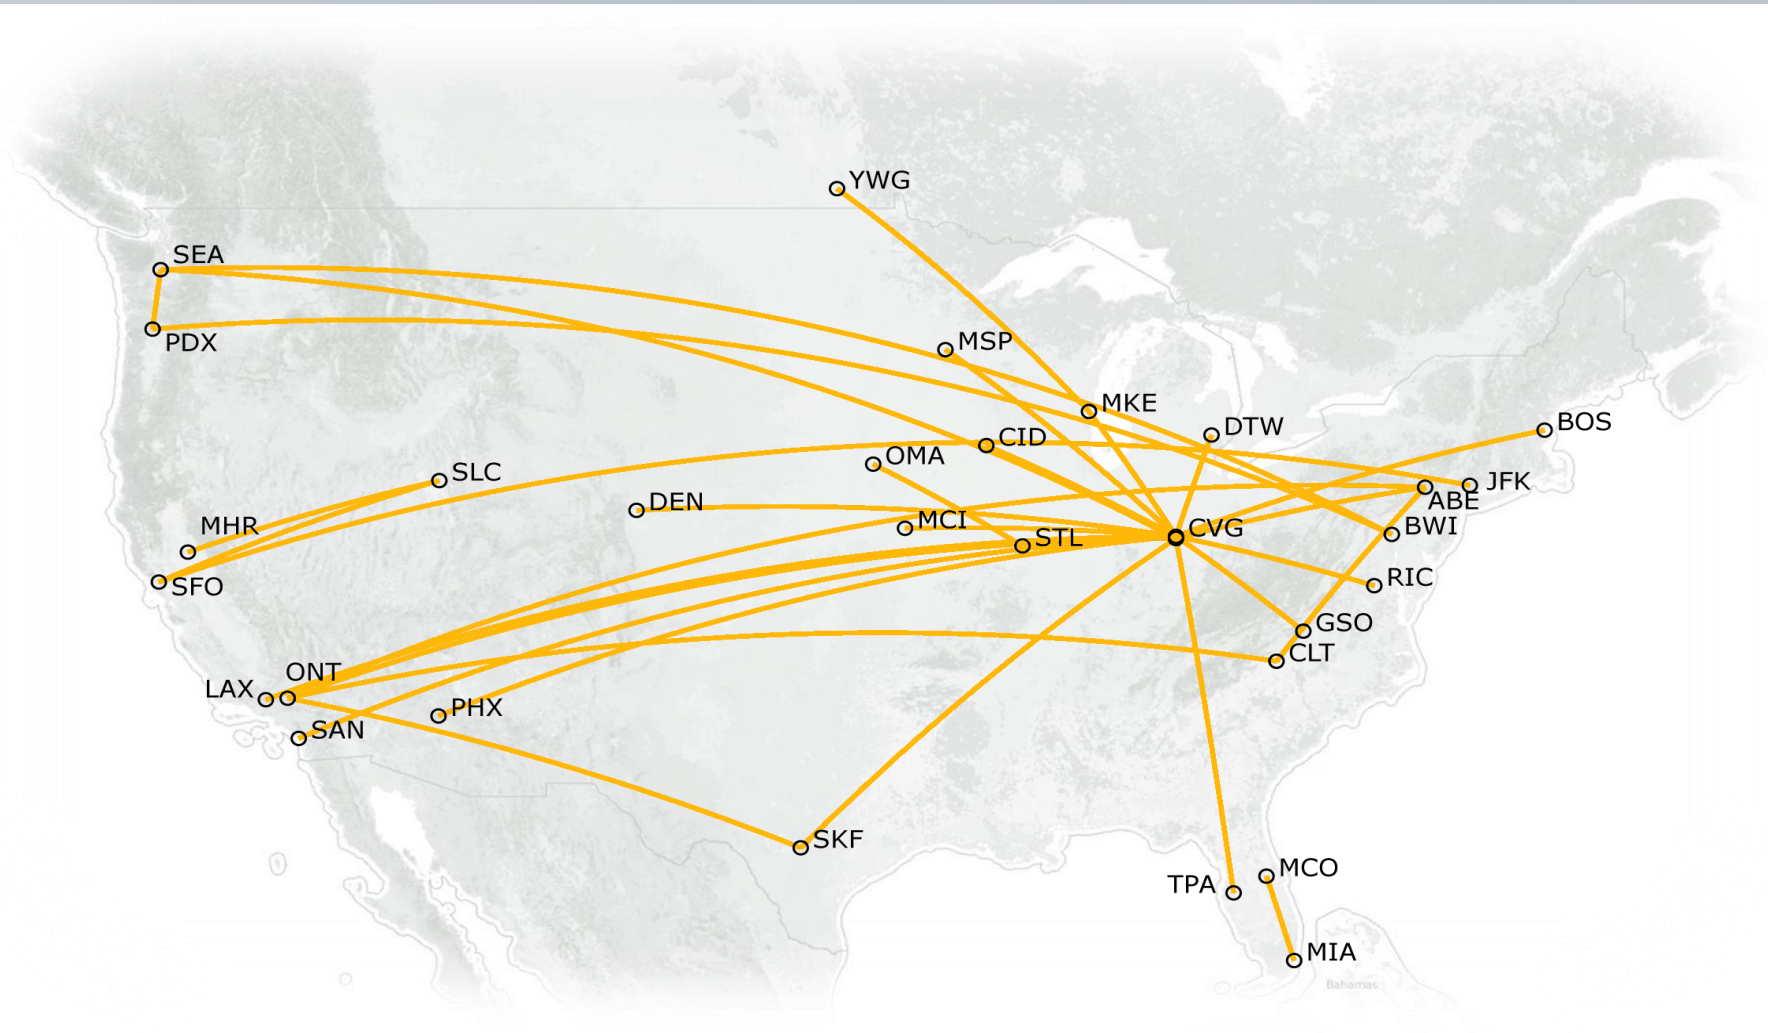 YWG
SEA
PDX
MSP
MKE
DTW
BOS
CID
OMA
SLC
JFK
ABE
DEN
MCI
MHR
BWI
CVG
STL
SFO
RIC
GSO
CLT
ONT
LAX
PHX
SAN
SKF
MCO
TPA
MIA
Bahamas